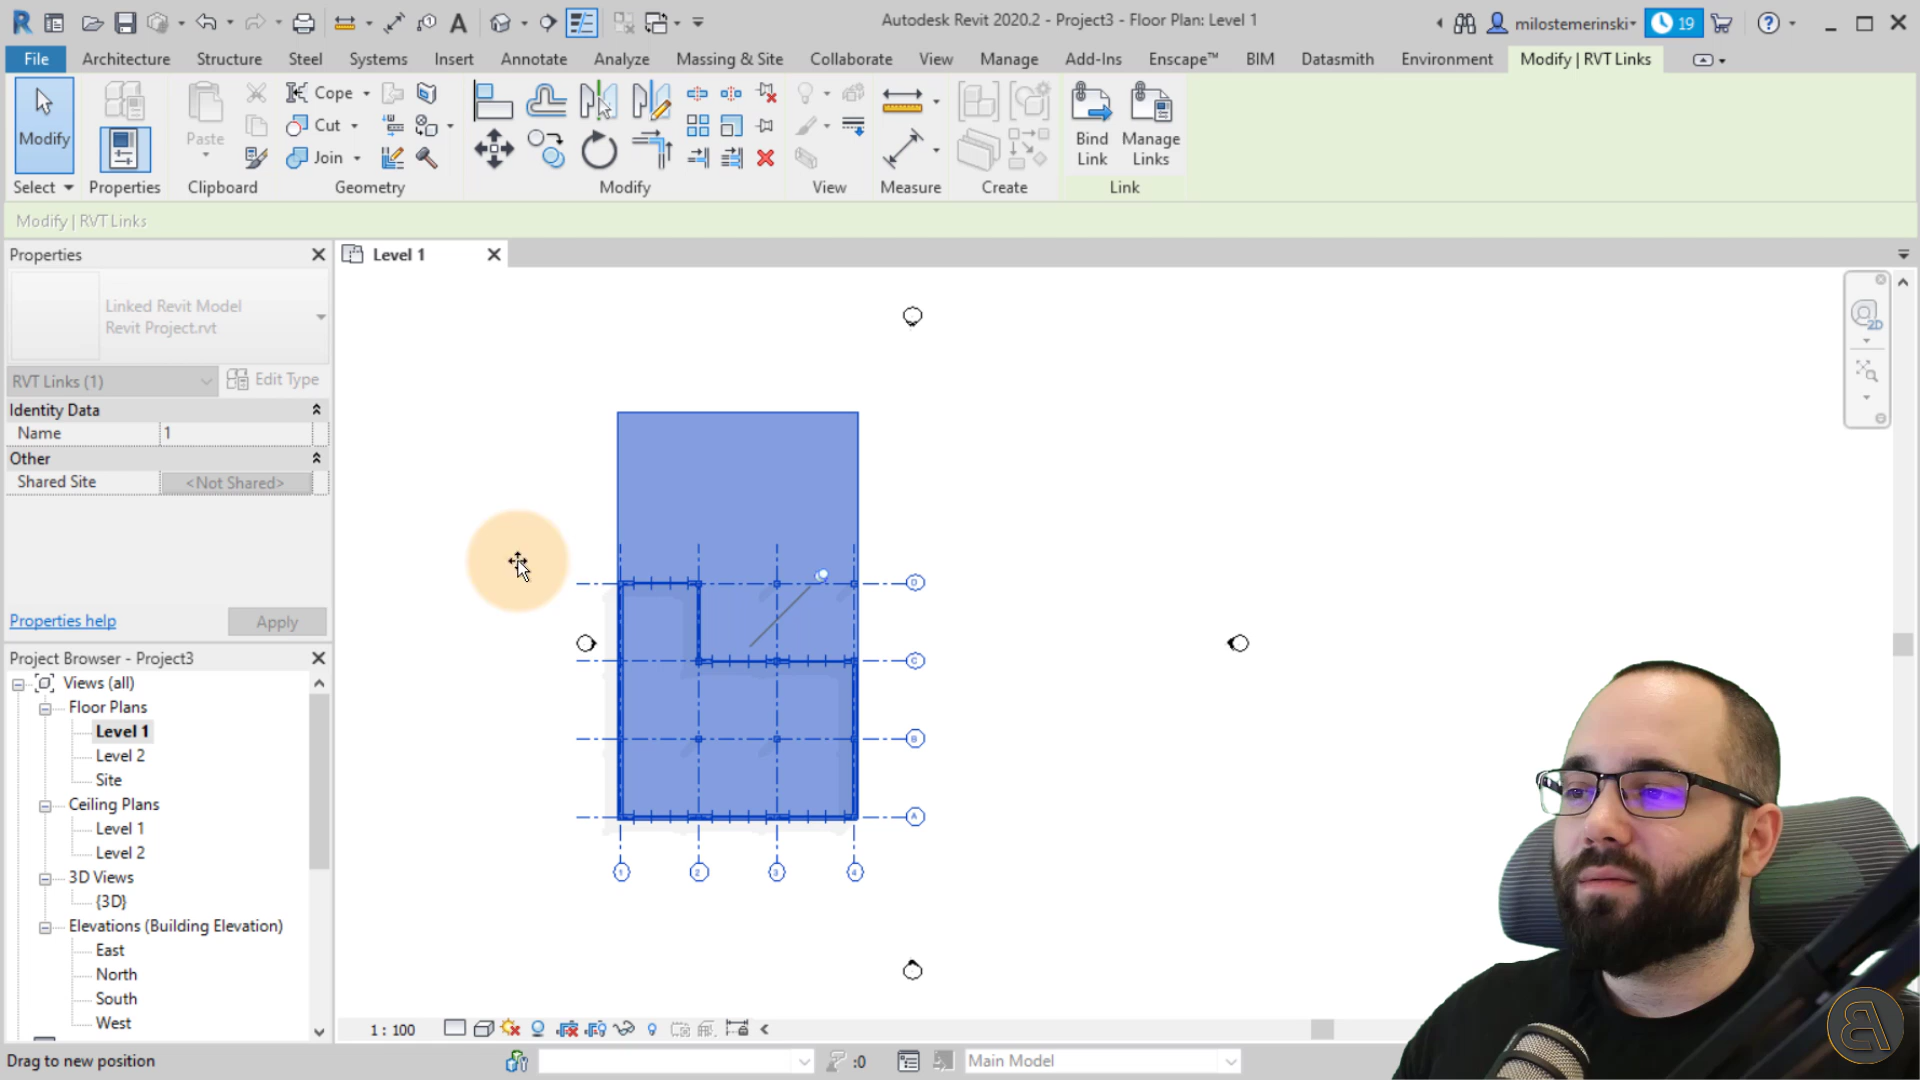 Autodesk Revit 2020.2 - Project3 - Floor Plan: Level 1
milostemerinski
19
File
Architecture
Structure
Steel
Systems
Insert
Annotate
Analyze
Massing & Site
Collaborate
View
Manage
Add-Ins
Enscape™
BIM
Datasmith
Environment
Modify | RVT Links
Modify
Paste
Cope
Cut
Join
Bind
Link
Manage
Links
Select
Properties
Clipboard
Geometry
Modify
View
Measure
Create
Link
Modify | RVT Links
Properties
Level 1
Linked Revit Model
Revit Project.rvt
RVT Links (1)
Edit Type
Identity Data
Name
1
Other
Shared Site
<Not Shared>
Properties help
Apply
Project Browser - Project3
Views (all)
Floor Plans
Level 1
Level 2
Site
Ceiling Plans
Level 1
Level 2
3D Views
{3D}
Elevations (Building Elevation)
East
North
South
West
2D
D
C
B
A
1
2
3
4
1 : 100
Drag to new position
:0
Main Model